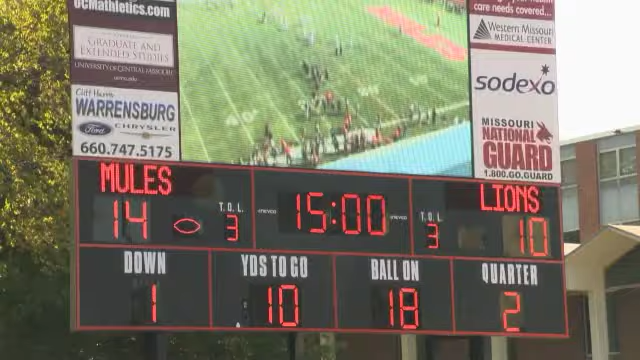 UCMathletics.com
GRADUATE AND
EXTENDED STUDIES
UNIVERSITY OF CENTRAL MISSOURI
Cliff Harris
WARRENSBURG
Ford CHRYSLER
660.747.5175
care needs covered...
Western Missouri
MEDICAL CENTER
sodexo
MISSOURI
NATIONAL
GUARD
1.800.GO.GUARD
MULES LIONS
14 T.O.L. 3 15:00 T.O.L. 3 10
DOWN YDS TO GO BALL ON QUARTER
1 10 18 2